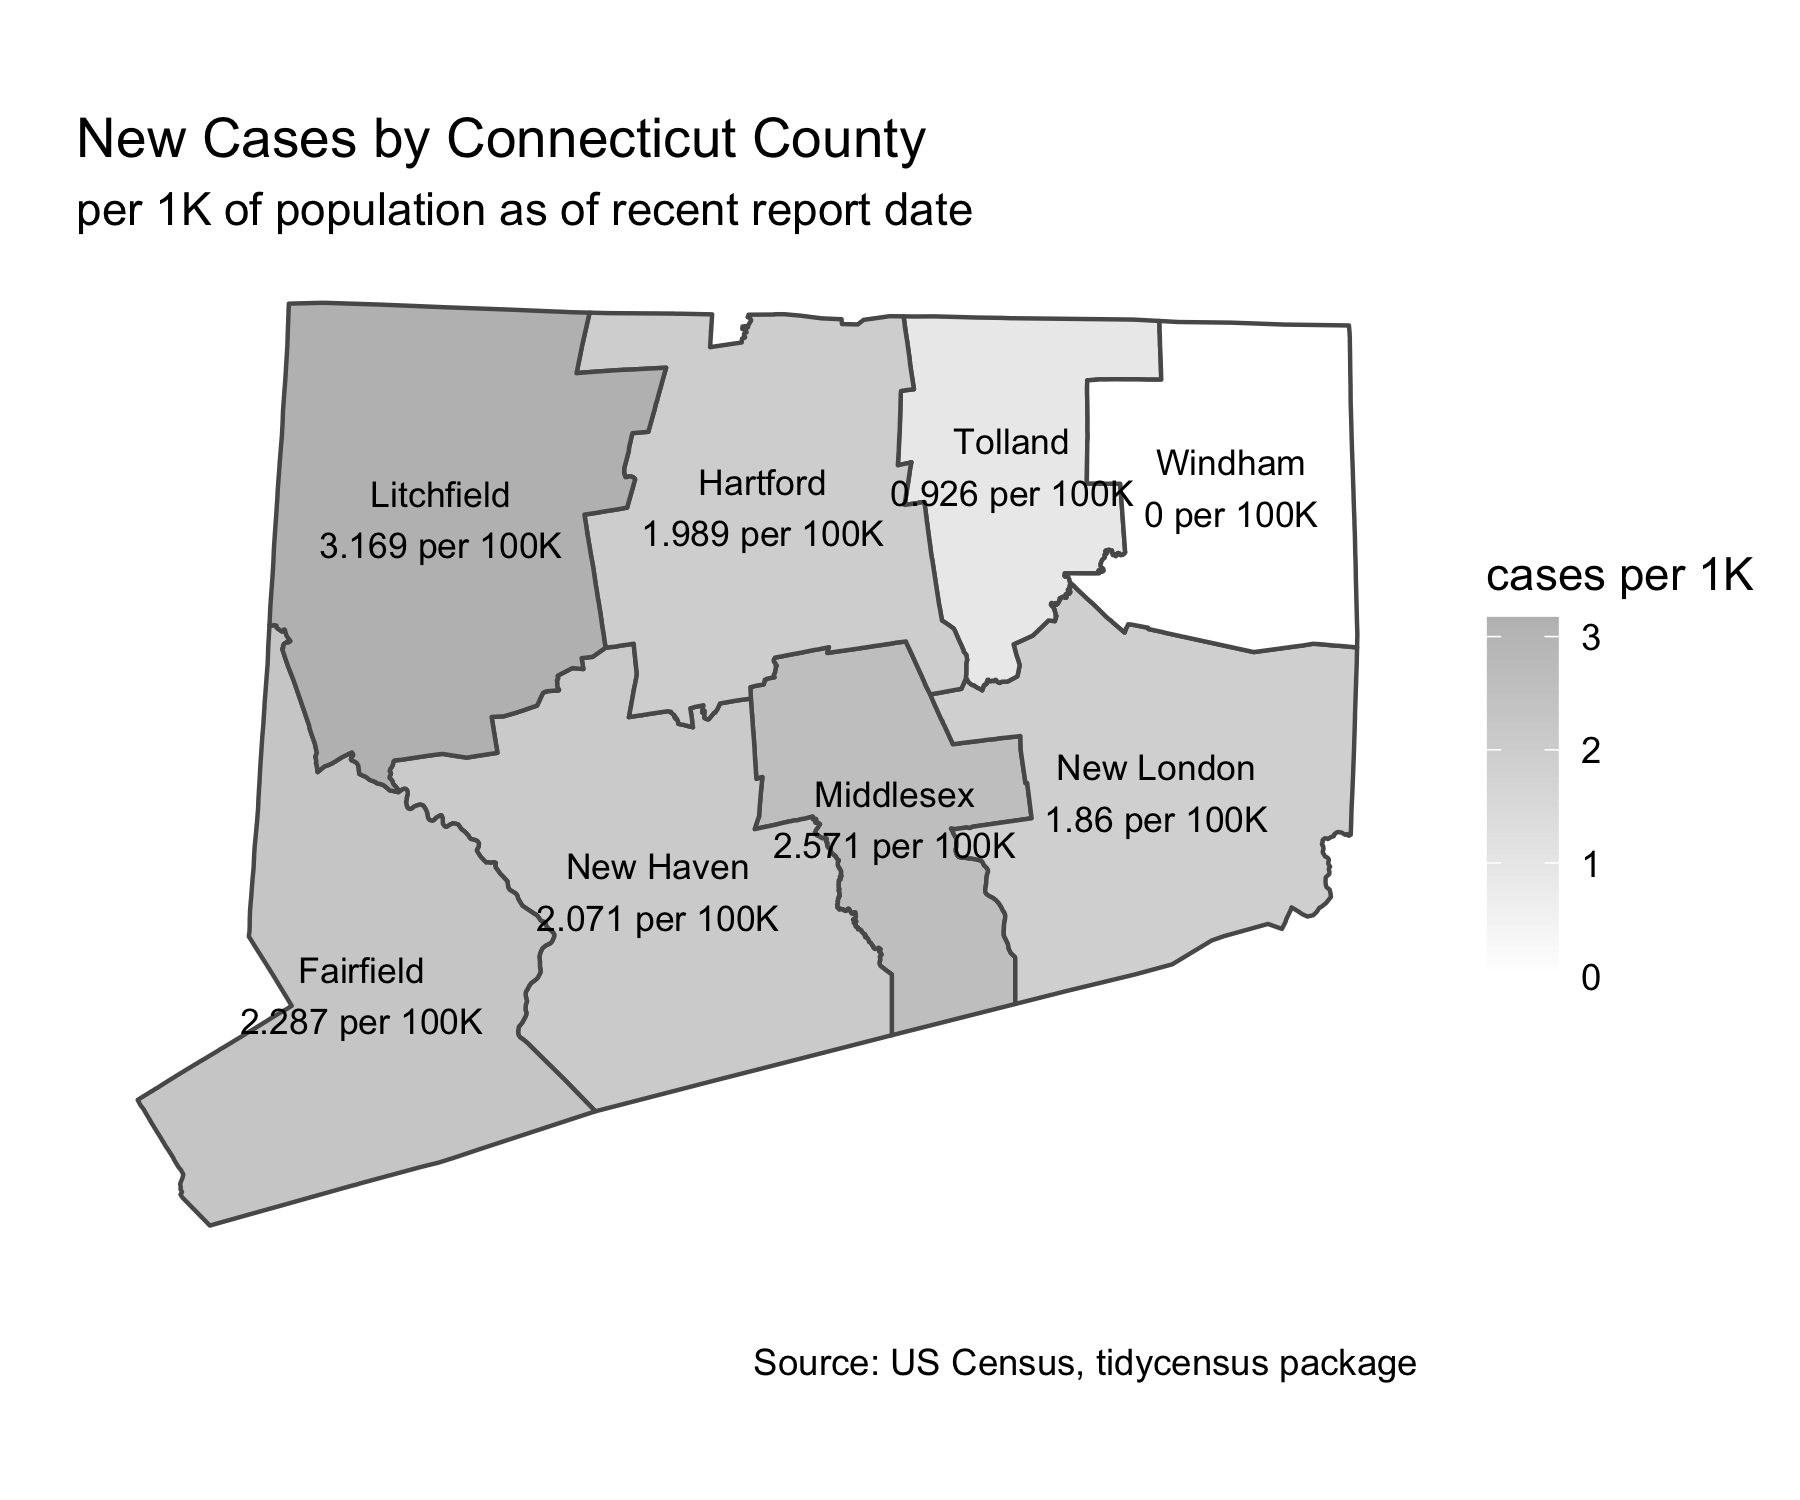 New Cases by Connecticut County
per 1K of population as of recent report date
Litchfield
3.169 per 100K
Hartford
1.989 per 100K
Tolland
0.926 per 100K
Windham
0 per 100K
New London
1.86 per 100K
Middlesex
2.571 per 100K
New Haven
2.071 per 100K
Fairfield
2.287 per 100K
cases per 1K
3
2
1
0
Source: US Census, tidycensus package